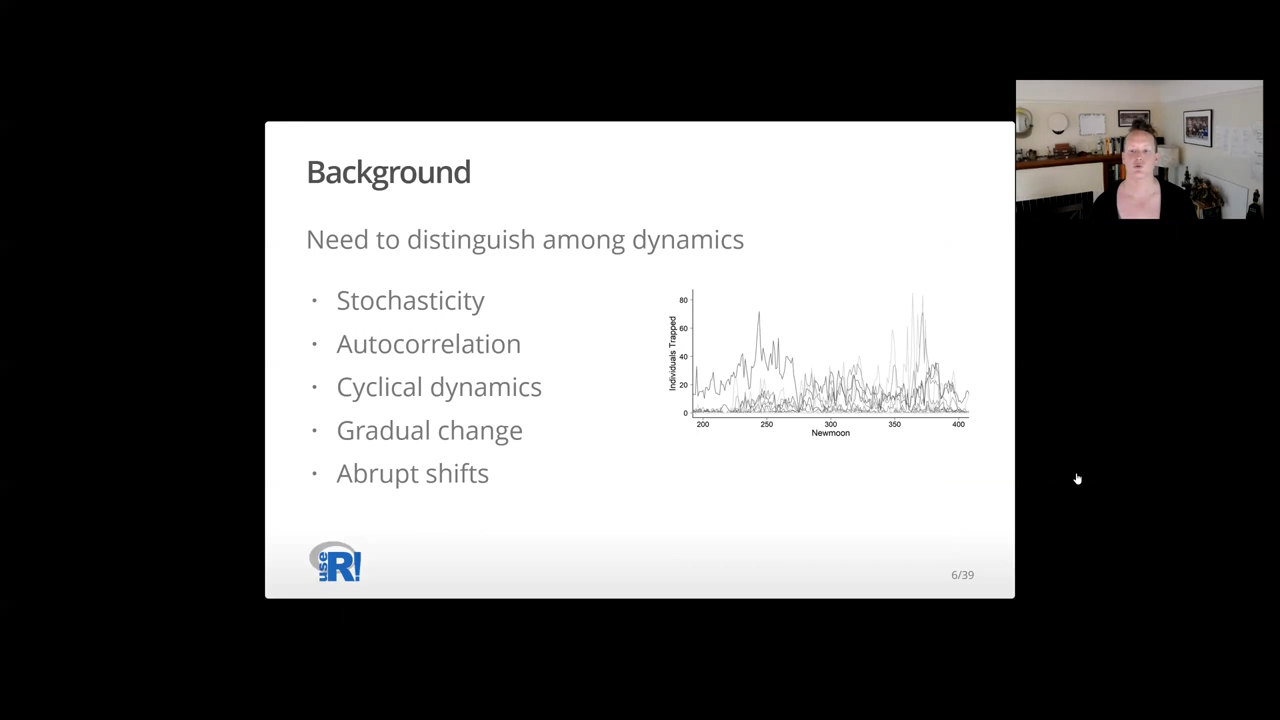 Background
Need to distinguish among dynamics
· Stochasticity
· Autocorrelation
· Cyclical dynamics
· Gradual change
· Abrupt shifts
Individuals Trapped
80
60
40
20
0
200 250 300 350 400
Newmoon
useR!
6/39